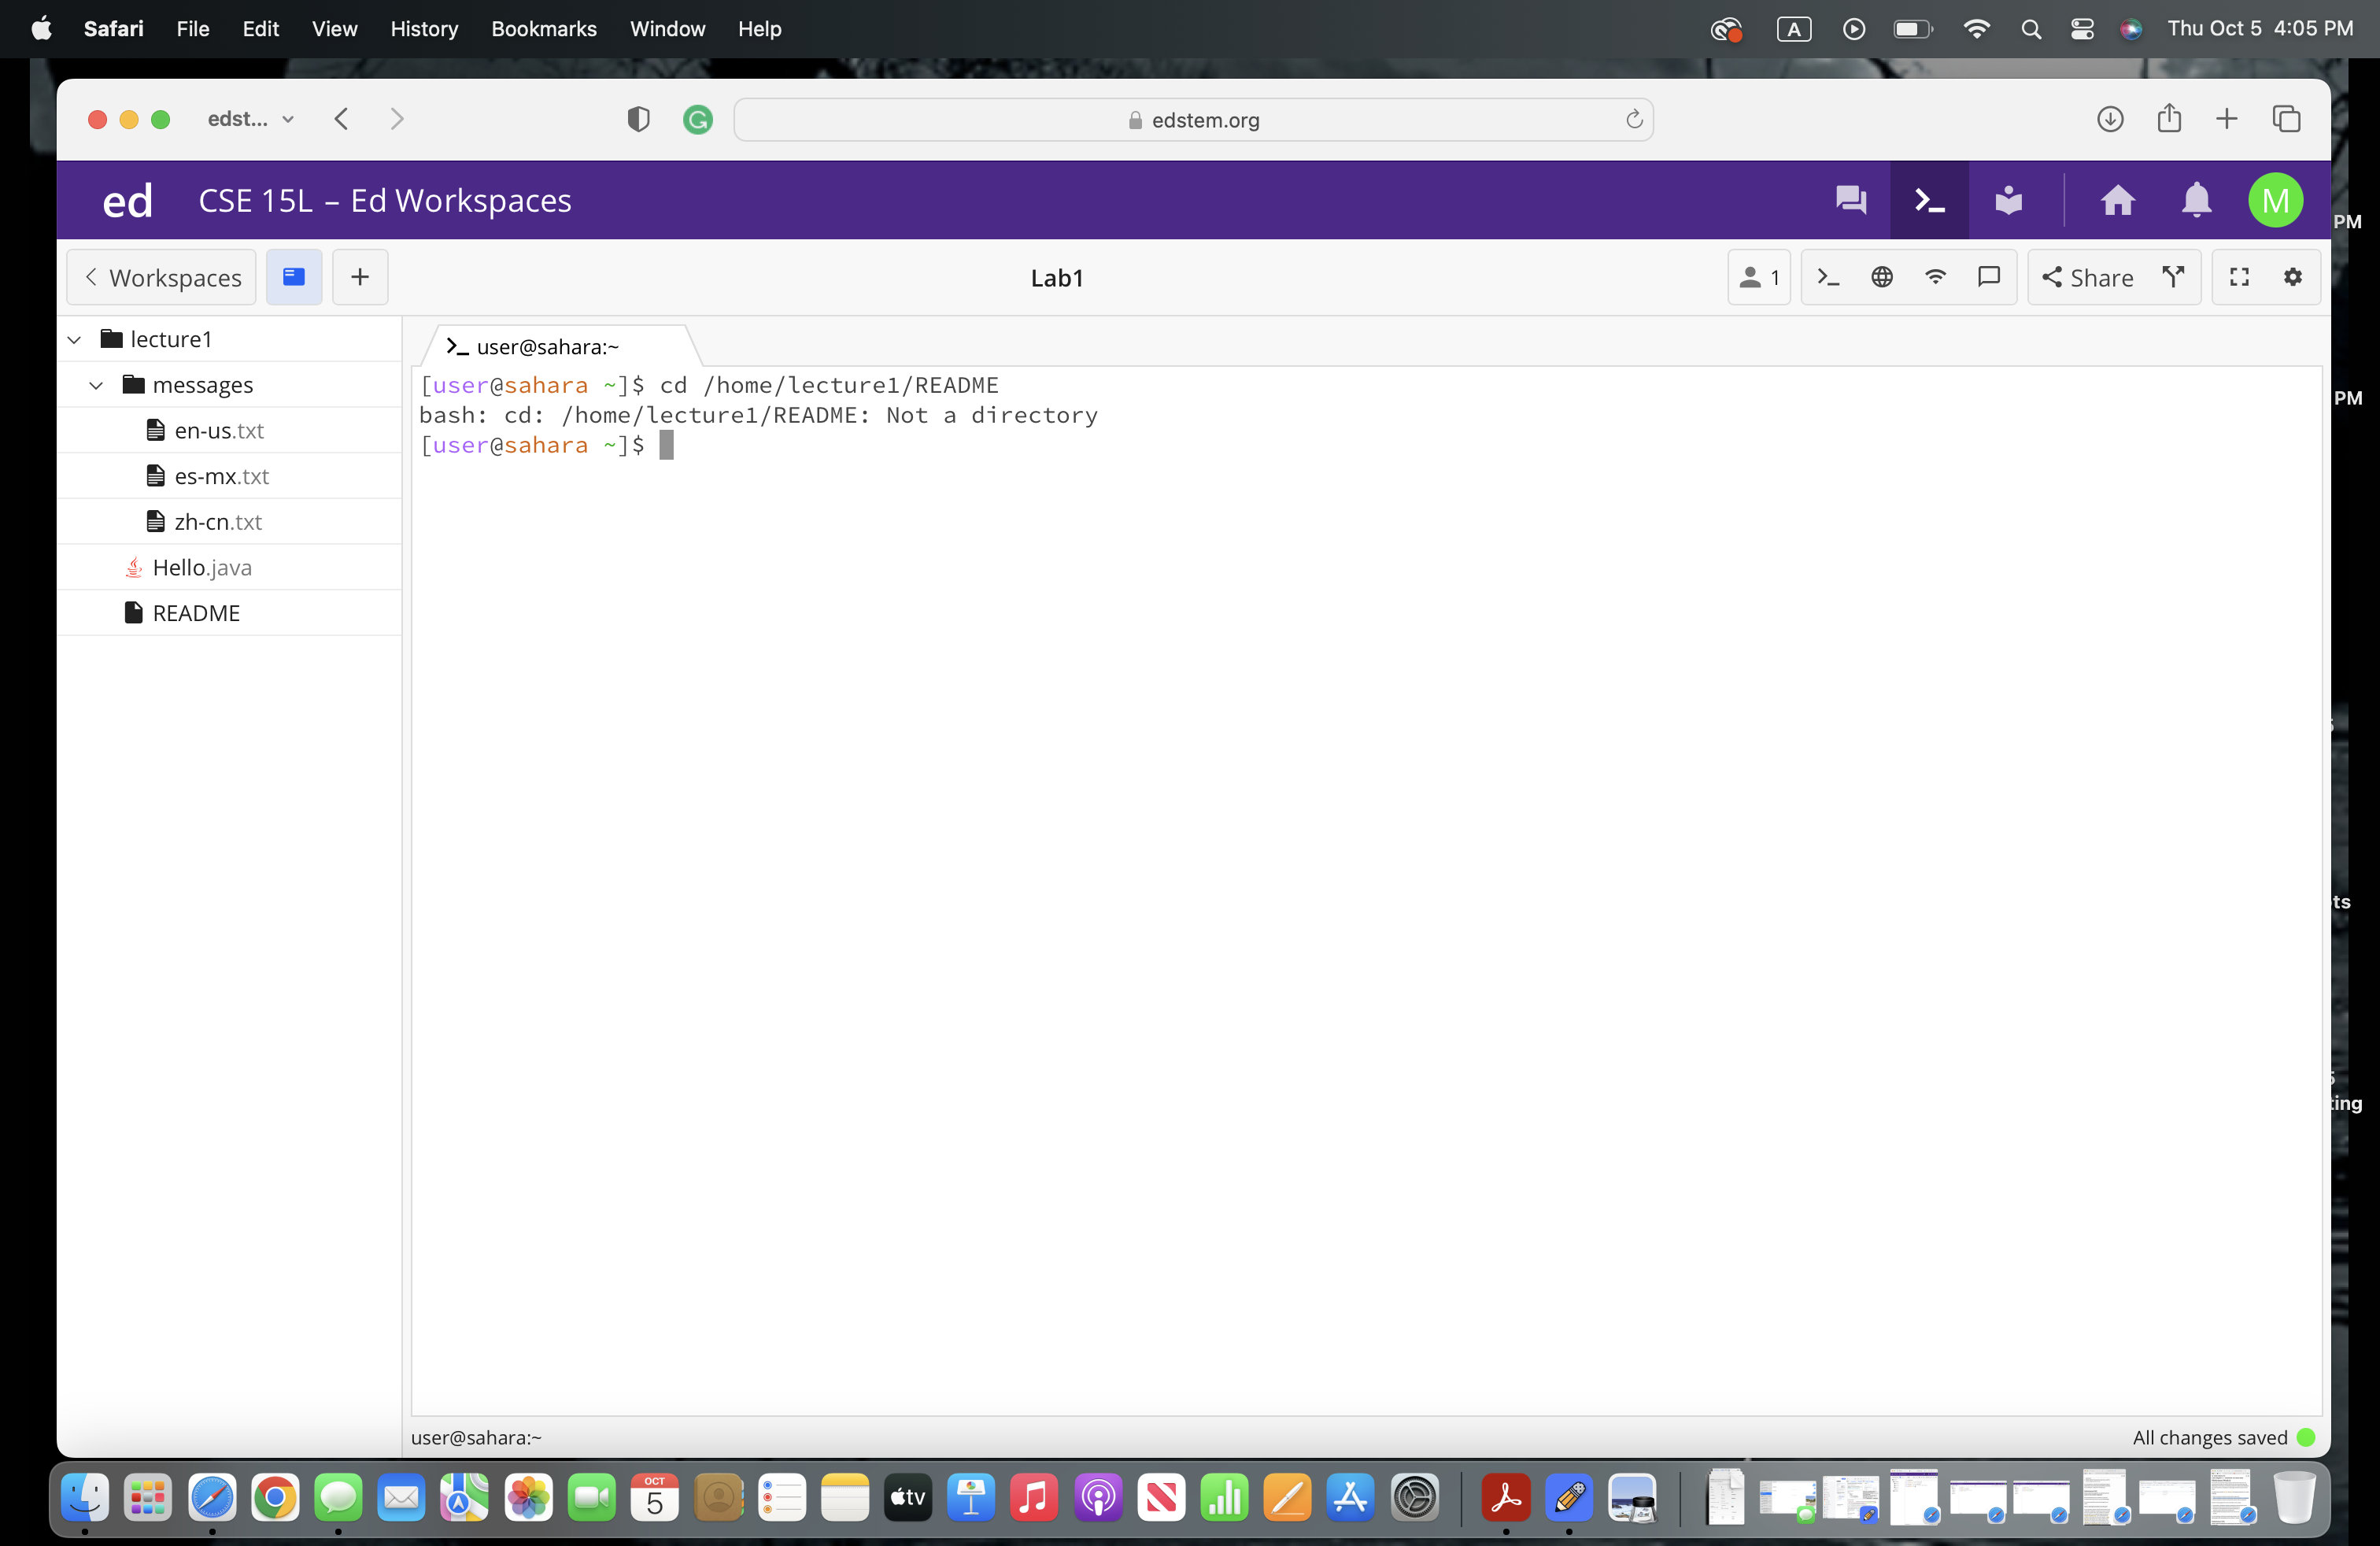 Safari File Edit View History Bookmarks Window Help A Thu Oct 5 4:05 PM
edst... edstem.org
ed CSE 15L – Ed Workspaces M
PM
Workspaces + Lab1 1 Share
lecture1
user@sahara:~
messages
[user@sahara ~]$ cd /home/lecture1/README
PM
bash: cd: /home/lecture1/README: Not a directory
en-us.txt
[user@sahara ~]$
es-mx.txt
zh-cn.txt
Hello.java
README
ts
ting
user@sahara:~ All changes saved
OCT
5
tv